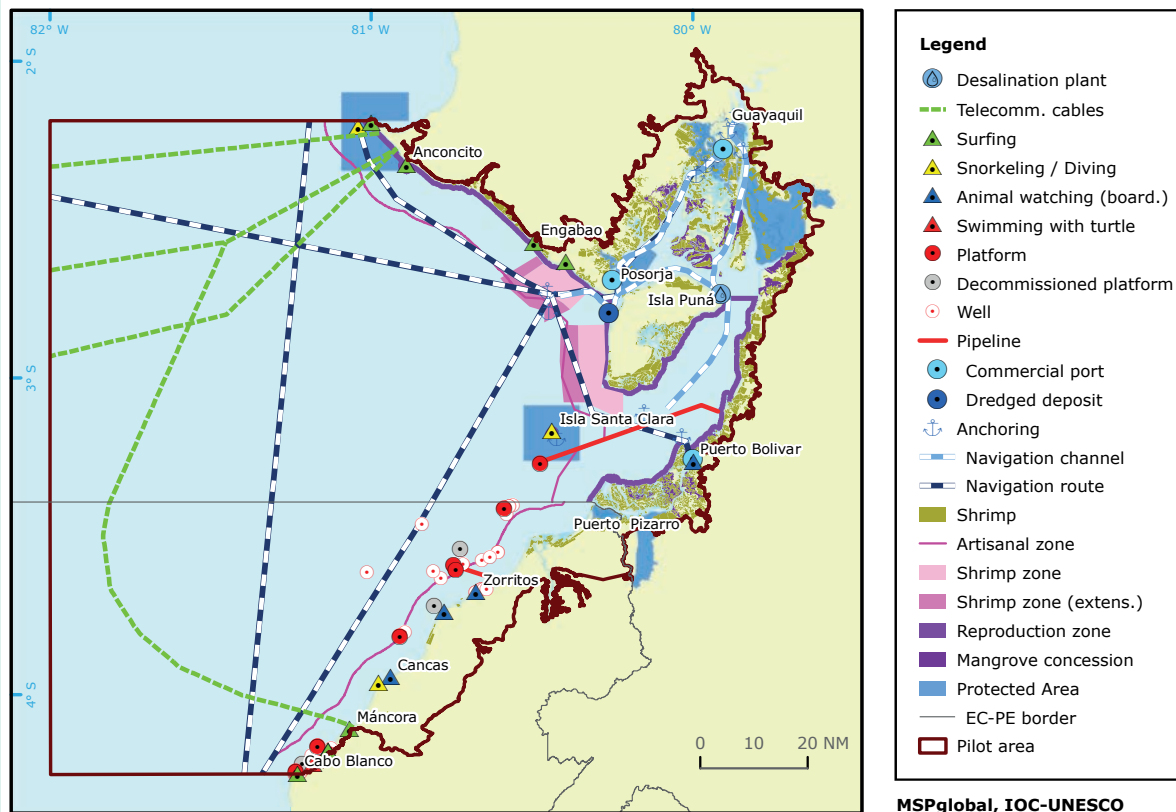 82° W
81° W
80° W
2° S
3° S
4° S
Guayaquil
Anconcito
Engabao
Posorja
Isla Puná
Isla Santa Clara
Puerto Bolivar
Puerto Pizarro
Zorritos
Cancas
Máncora
Cabo Blanco
0 10 20 NM
Legend
Desalination plant
Telecomm. cables
Surfing
Snorkeling / Diving
Animal watching (board.)
Swimming with turtle
Platform
Decommissioned platform
Well
Pipeline
Commercial port
Dredged deposit
Anchoring
Navigation channel
Navigation route
Shrimp
Artisanal zone
Shrimp zone
Shrimp zone (extens.)
Reproduction zone
Mangrove concession
Protected Area
EC-PE border
Pilot area
MSPglobal, IOC-UNESCO